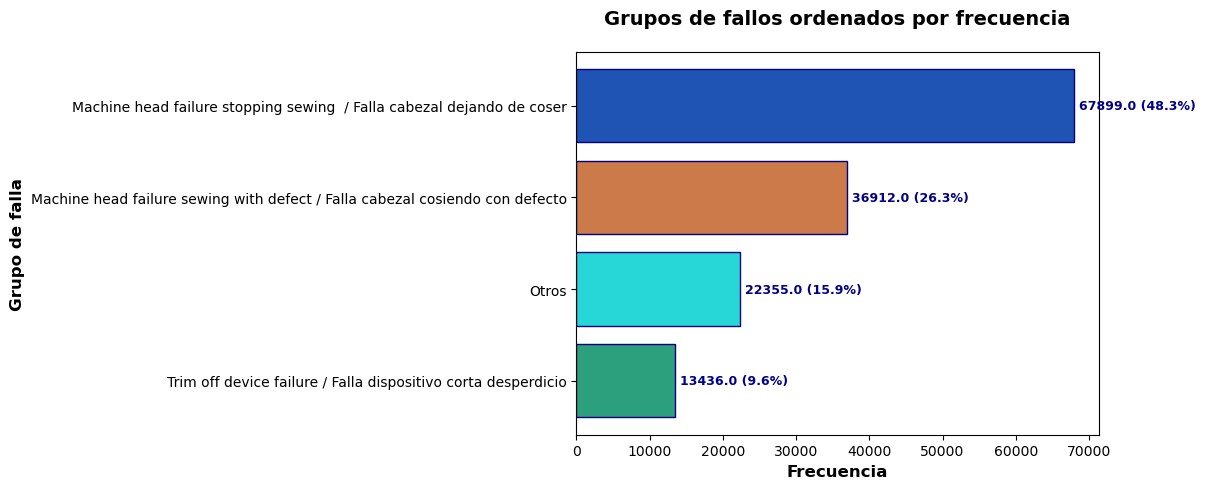 Grupos de fallos ordenados por frecuencia
Grupo de falla
Machine head failure stopping sewing  / Falla cabezal dejando de coser
67899.0 (48.3%)
Machine head failure sewing with defect / Falla cabezal cosiendo con defecto
36912.0 (26.3%)
Otros
22355.0 (15.9%)
Trim off device failure / Falla dispositivo corta desperdicio
13436.0 (9.6%)
0 10000 20000 30000 40000 50000 60000 70000
Frecuencia